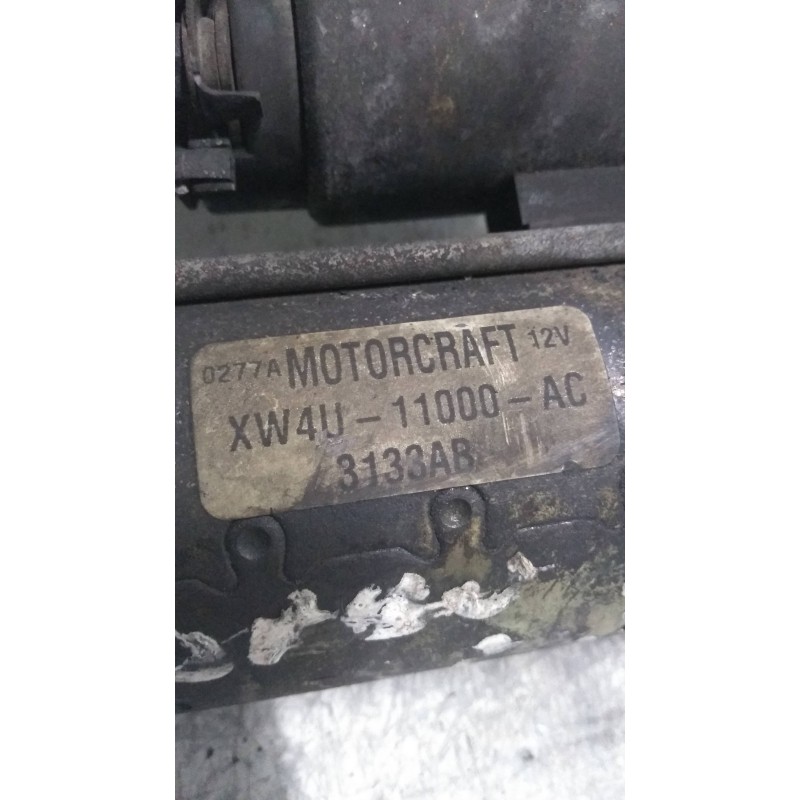 0277A MOTORCRAFT 12V
XW4U-11000-AC
3133AB